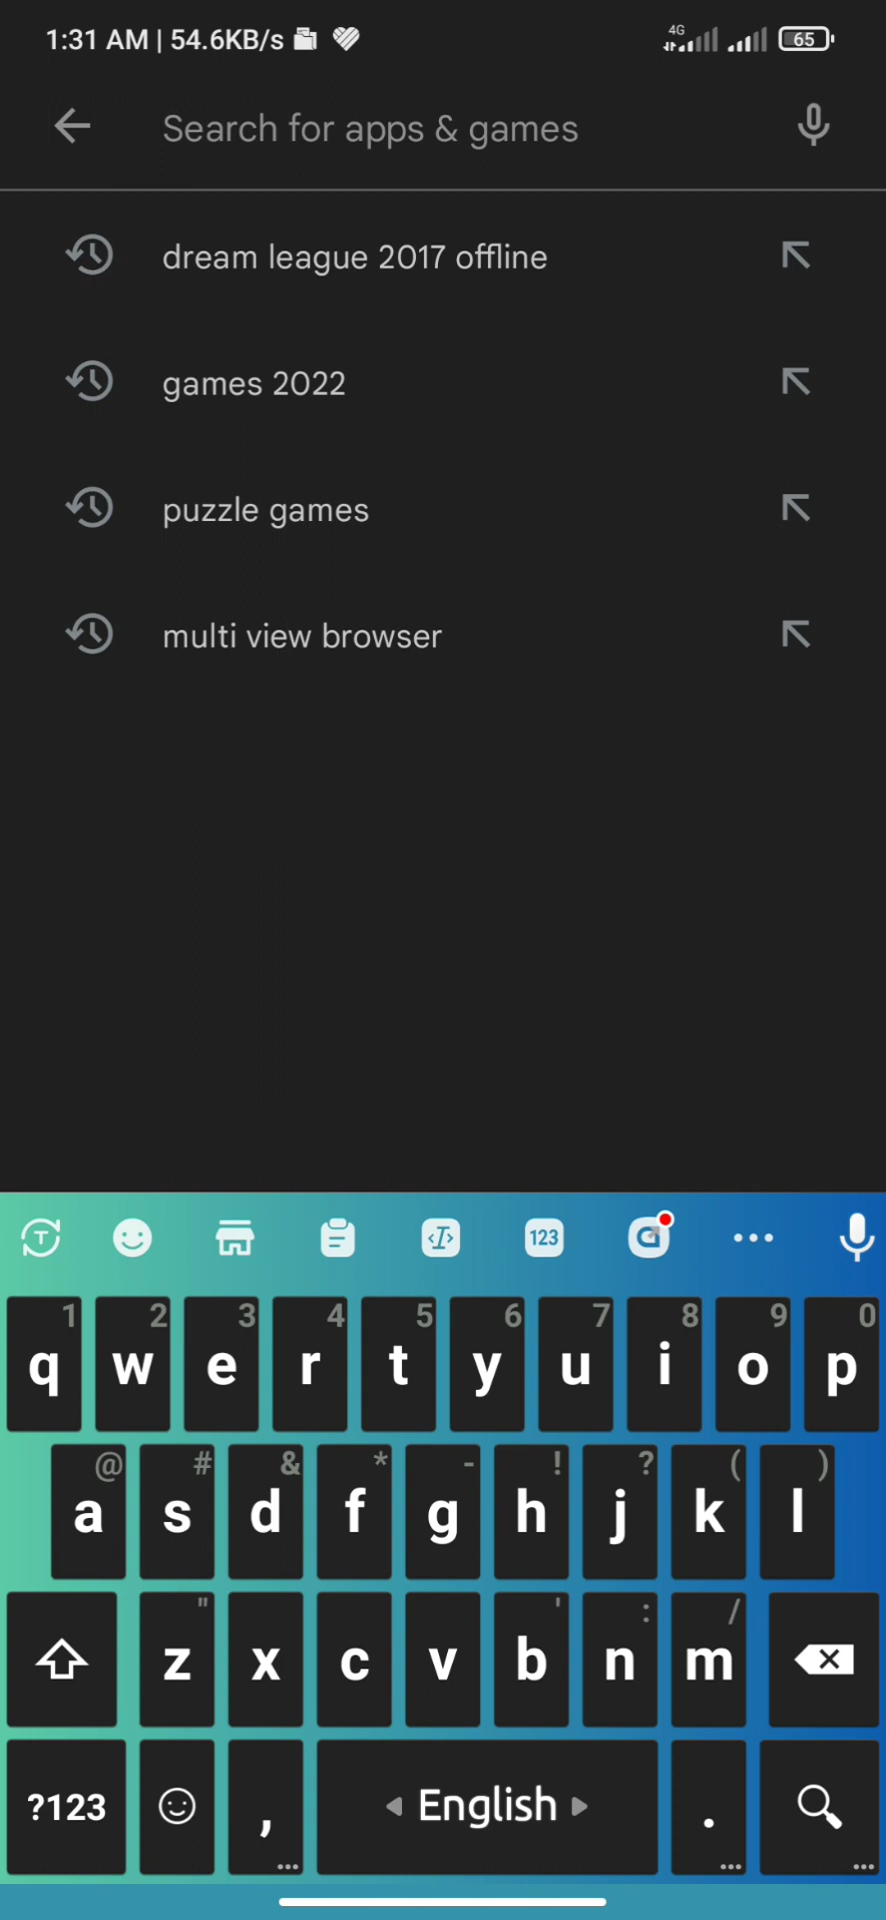 1:31 AM | 54.6KB/s 4G 65
Search for apps & games
dream league 2017 offline
games 2022
puzzle games
multi view browser
T 123 •••
1 2 3 4 5 6 7 8 9 0
q w e r t y u i o p
@ # & * - ! ? ( )
a s d f g h j k l
" ' : /
z x c v b n m
?123 , English .